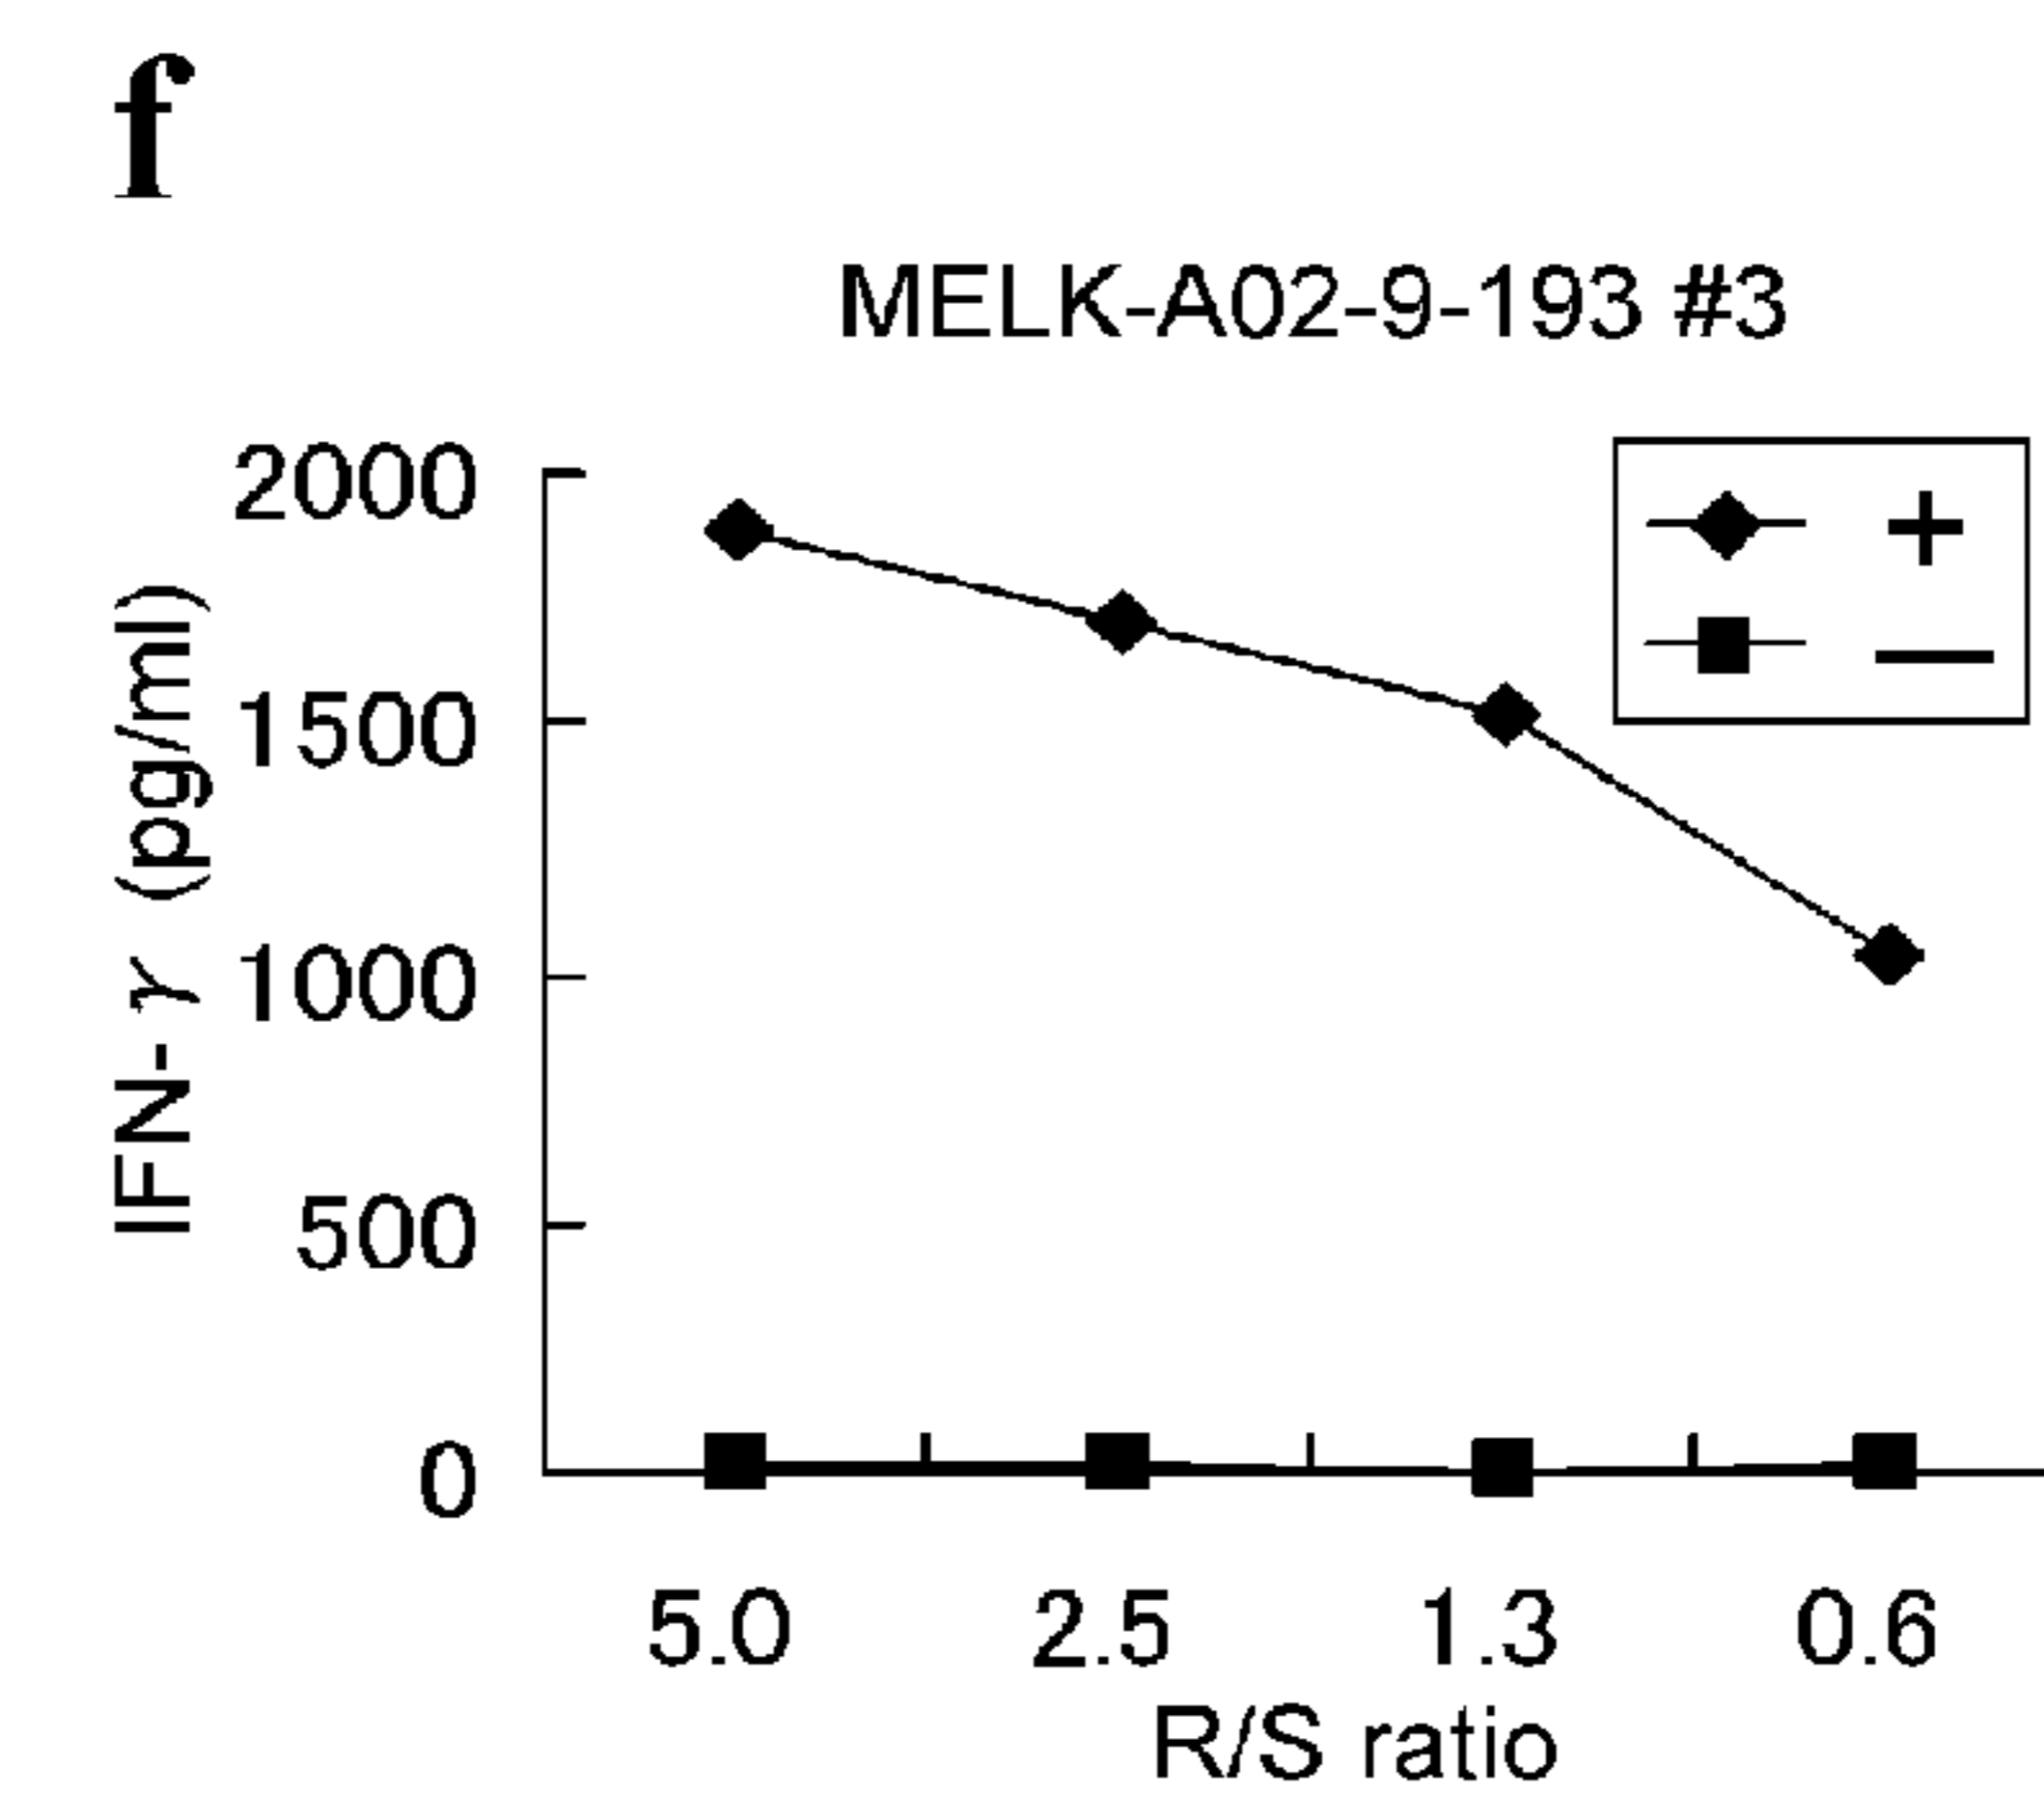 f
MELK-A02-9-193 #3
+
−
IFN-γ (pg/ml)
2000
1500
1000
500
0
5.0 2.5 1.3 0.6
R/S ratio